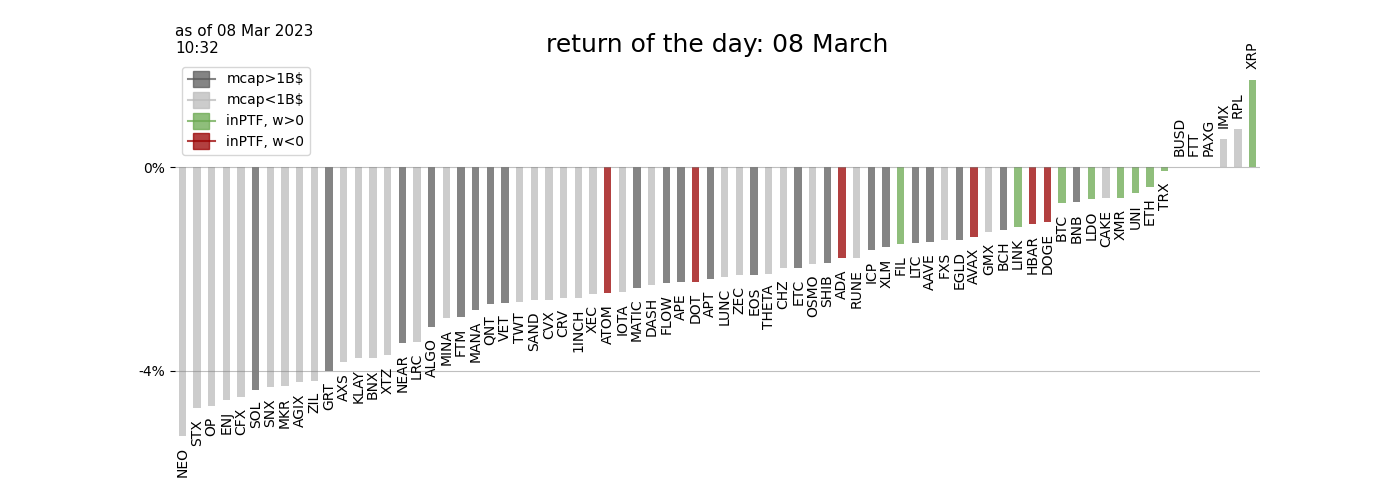 as of 08 Mar 2023
10:32
return of the day: 08 March
mcap>1B$
mcap<1B$
inPTF, w>0
inPTF, w<0
0%
-4%
NEO
STX
OP
ENJ
CFX
SOL
SNX
MKR
AGIX
ZIL
GRT
AXS
KLAY
BNX
XTZ
NEAR
LRC
ALGO
MINA
FTM
MANA
QNT
VET
TWT
SAND
CVX
CRV
1INCH
XEC
ATOM
IOTA
MATIC
DASH
FLOW
APE
DOT
APT
LUNC
ZEC
EOS
THETA
CHZ
ETC
OSMO
SHIB
ADA
RUNE
ICP
XLM
FIL
LTC
AAVE
FXS
EGLD
AVAX
GMX
BCH
LINK
HBAR
DOGE
BTC
BNB
LDO
CAKE
XMR
UNI
ETH
TRX
BUSD
FTT
PAXG
IMX
RPL
XRP